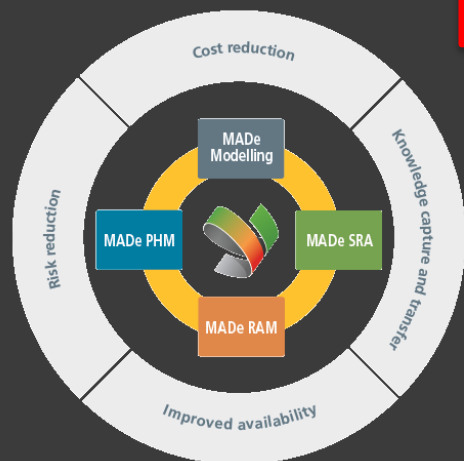 Cost reduction
MADe
Modelling
Knowledge capture and transfer
Risk reduction
MADe PHM
MADe SRA
MADe RAM
Improved availability